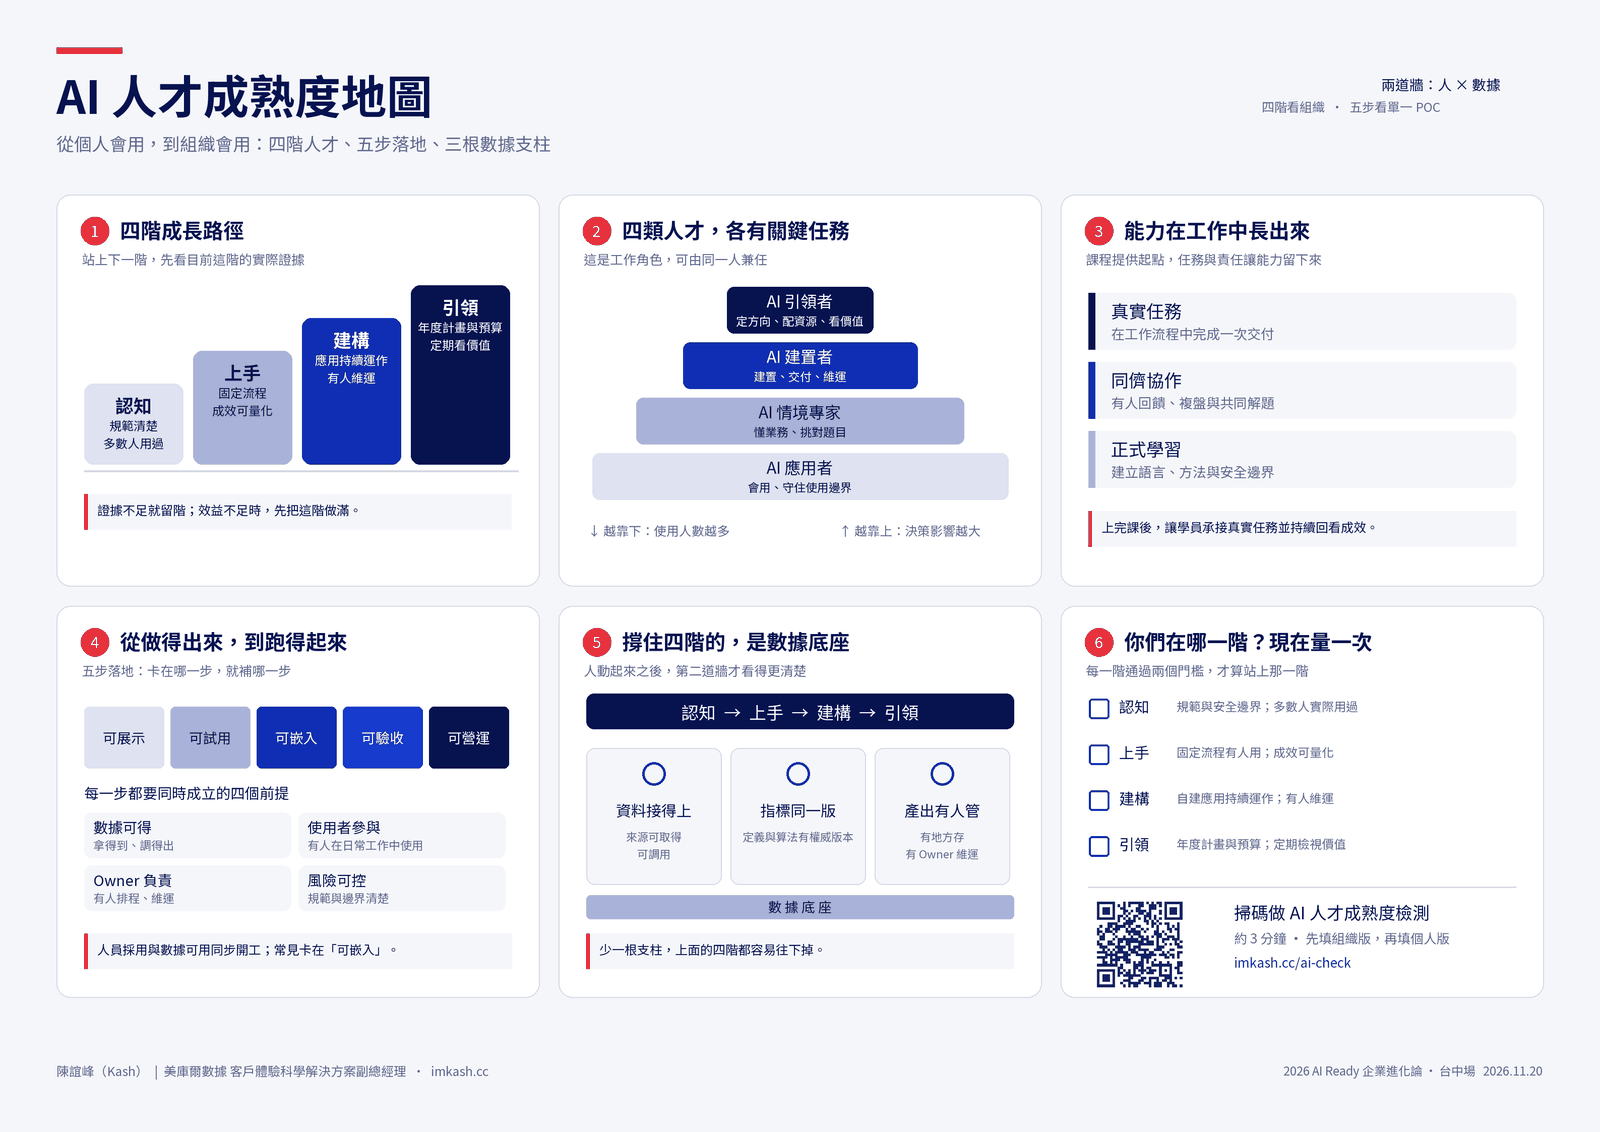 AI 人才成熟度地圖
從個人會用，到組織會用：四階人才、五步落地、三根數據支柱
兩道牆：人 × 數據
四階看組織 · 五步看單一 POC
1 四階成長路徑
站上下一階，先看目前這階的實際證據
認知
規範清楚
多數人用過
上手
固定流程
成效可量化
建構
應用持續運作
有人維運
引領
年度計畫與預算
定期看價值
證據不足就留階；效益不足時，先把這階做滿。
2 四類人才，各有關鍵任務
這是工作角色，可由同一人兼任
AI 引領者
定方向、配資源、看價值
AI 建置者
建置、交付、維運
AI 情境專家
懂業務、挑對題目
AI 應用者
會用、守住使用邊界
↓ 越靠下：使用人數越多
↑ 越靠上：決策影響越大
3 能力在工作中長出來
課程提供起點，任務與責任讓能力留下來
真實任務
在工作流程中完成一次交付
同儕協作
有人回饋、複盤與共同解題
正式學習
建立語言、方法與安全邊界
上完課後，讓學員承接真實任務並持續回看成效。
4 從做得出來，到跑得起來
五步落地：卡在哪一步，就補哪一步
可展示
可試用
可嵌入
可驗收
可營運
每一步都要同時成立的四個前提
數據可得
拿得到、調得出
使用者參與
有人在日常工作中使用
Owner 負責
有人排程、維運
風險可控
規範與邊界清楚
人員採用與數據可用同步開工；常見卡在「可嵌入」。
5 撐住四階的，是數據底座
人動起來之後，第二道牆才看得更清楚
認知 → 上手 → 建構 → 引領
資料接得上
來源可取得
可調用
指標同一版
定義與算法有權威版本
產出有人管
有地方存
有 Owner 維運
數據底座
少一根支柱，上面的四階都容易往下掉。
6 你們在哪一階？現在量一次
每一階通過兩個門檻，才算站上那一階
認知 規範與安全邊界；多數人實際用過
上手 固定流程有人用；成效可量化
建構 自建應用持續運作；有人維運
引領 年度計畫與預算；定期檢視價值
掃碼做 AI 人才成熟度檢測
約 3 分鐘 · 先填組織版，再填個人版
imkash.cc/ai-check
陳誼峰（Kash）｜美庫爾數據 客戶體驗科學解決方案副總經理 · imkash.cc
2026 AI Ready 企業進化論 · 台中場 2026.11.20